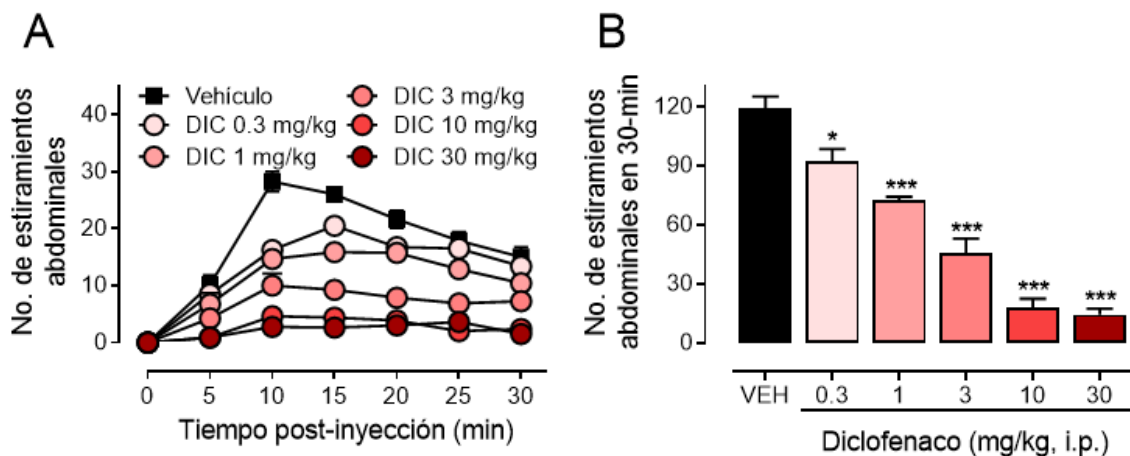 A
No. de estiramientos
abdominales
40
30
20
10
0
Vehículo
DIC 0.3 mg/kg
DIC 1 mg/kg
DIC 3 mg/kg
DIC 10 mg/kg
DIC 30 mg/kg
0 5 10 15 20 25 30
Tiempo post-inyección (min)
B
No. de estiramientos
abdominales en 30-min
120
90
60
30
0
*
***
***
***
***
VEH 0.3 1 3 10 30
Diclofenaco (mg/kg, i.p.)